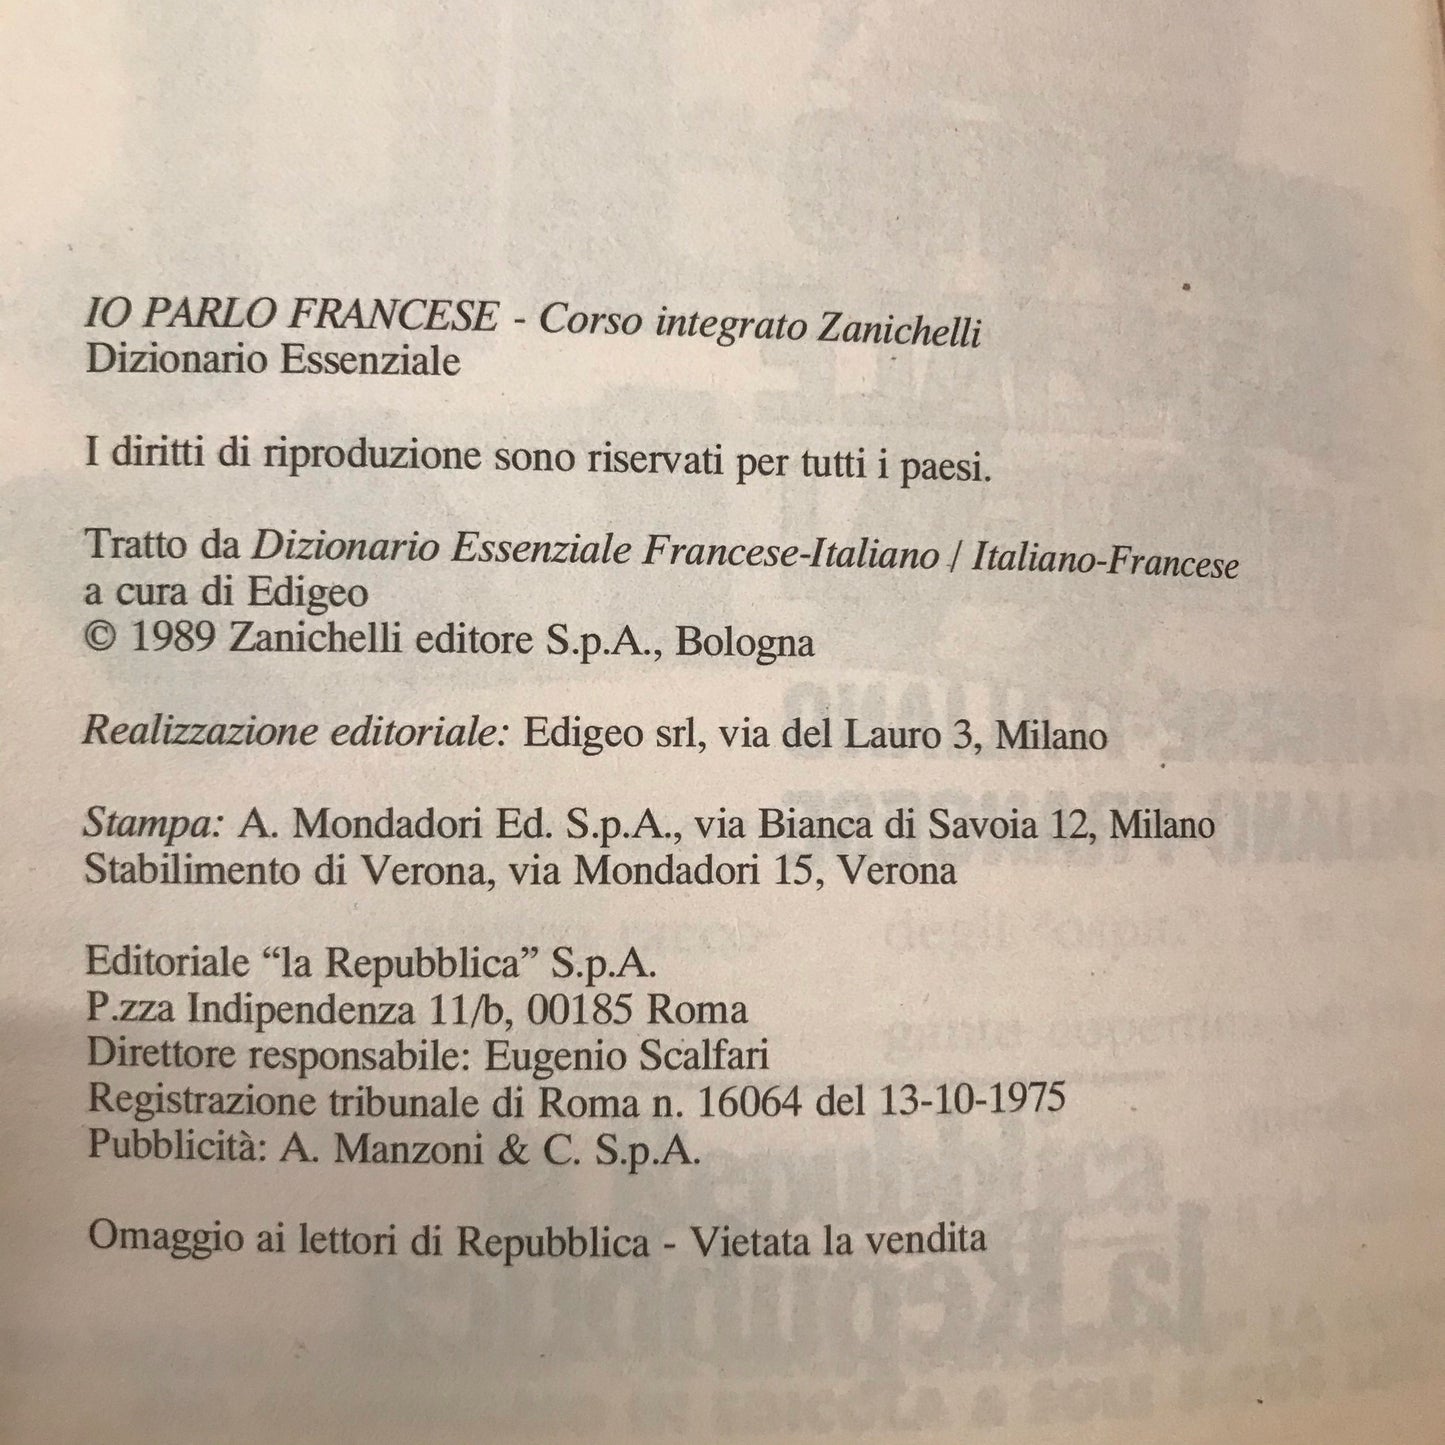 IO PARLO FRANCESE - Corso integrato Zanichelli
Dizionario Essenziale
I diritti di riproduzione sono riservati per tutti i paesi.
Tratto da Dizionario Essenziale Francese-Italiano / Italiano-Francese
a cura di Edigeo
© 1989 Zanichelli editore S.p.A., Bologna
Realizzazione editoriale: Edigeo srl, via del Lauro 3, Milano
Stampa: A. Mondadori Ed. S.p.A., via Bianca di Savoia 12, Milano
Stabilimento di Verona, via Mondadori 15, Verona
Editoriale “la Repubblica” S.p.A.
P.zza Indipendenza 11/b, 00185 Roma
Direttore responsabile: Eugenio Scalfari
Registrazione tribunale di Roma n. 16064 del 13-10-1975
Pubblicità: A. Manzoni & C. S.p.A.
Omaggio ai lettori di Repubblica - Vietata la vendita